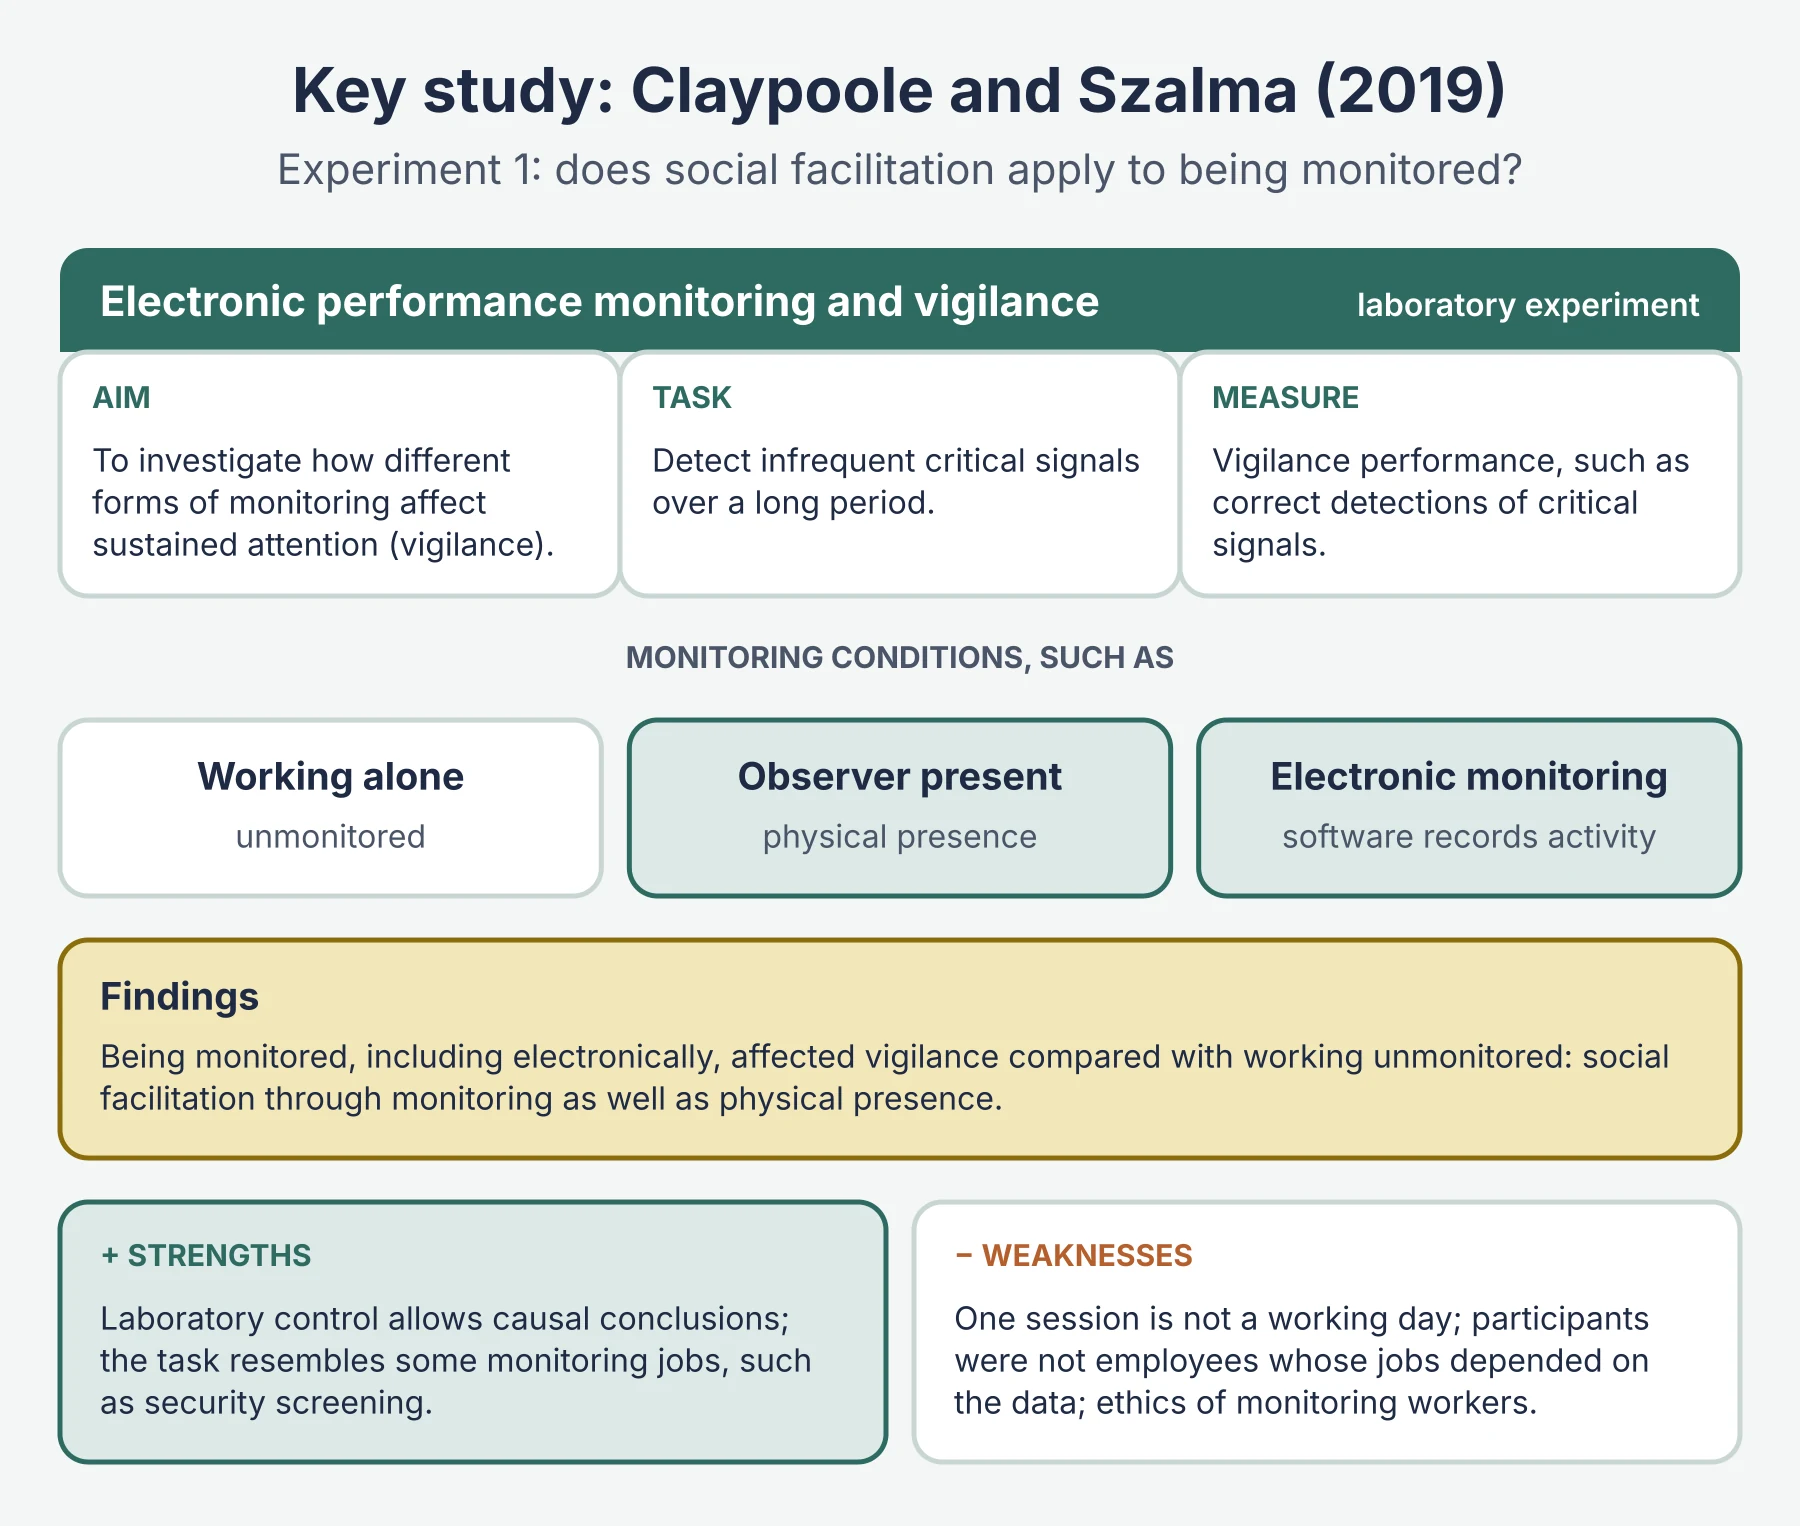 Key study: Claypoole and Szalma (2019)
Experiment 1: does social facilitation apply to being monitored?
Electronic performance monitoring and vigilance
laboratory experiment
AIM
To investigate how different
forms of monitoring affect
sustained attention (vigilance).
TASK
Detect infrequent critical signals
over a long period.
MEASURE
Vigilance performance, such as
correct detections of critical
signals.
MONITORING CONDITIONS, SUCH AS
Working alone
unmonitored
Observer present
physical presence
Electronic monitoring
software records activity
Findings
Being monitored, including electronically, affected vigilance compared with working unmonitored: social
facilitation through monitoring as well as physical presence.
+ STRENGTHS
Laboratory control allows causal conclusions;
the task resembles some monitoring jobs, such
as security screening.
− WEAKNESSES
One session is not a working day; participants
were not employees whose jobs depended on
the data; ethics of monitoring workers.